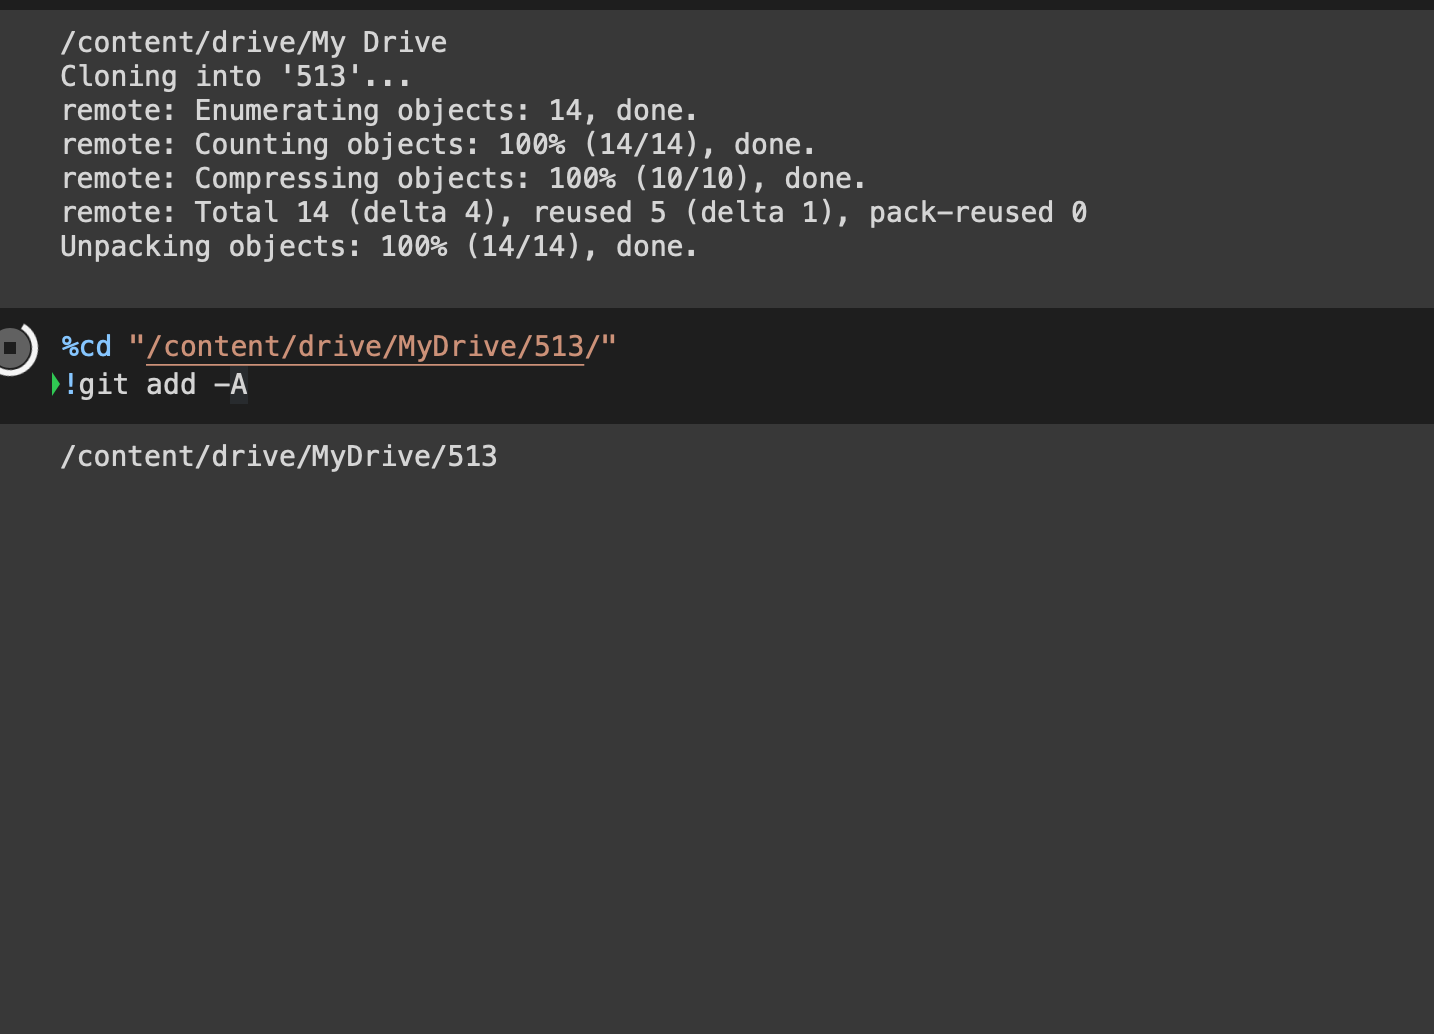 /content/drive/My Drive
Cloning into '513'...
remote: Enumerating objects: 14, done.
remote: Counting objects: 100% (14/14), done.
remote: Compressing objects: 100% (10/10), done.
remote: Total 14 (delta 4), reused 5 (delta 1), pack-reused 0
Unpacking objects: 100% (14/14), done.
%cd "/content/drive/MyDrive/513/"
!git add -A
/content/drive/MyDrive/513